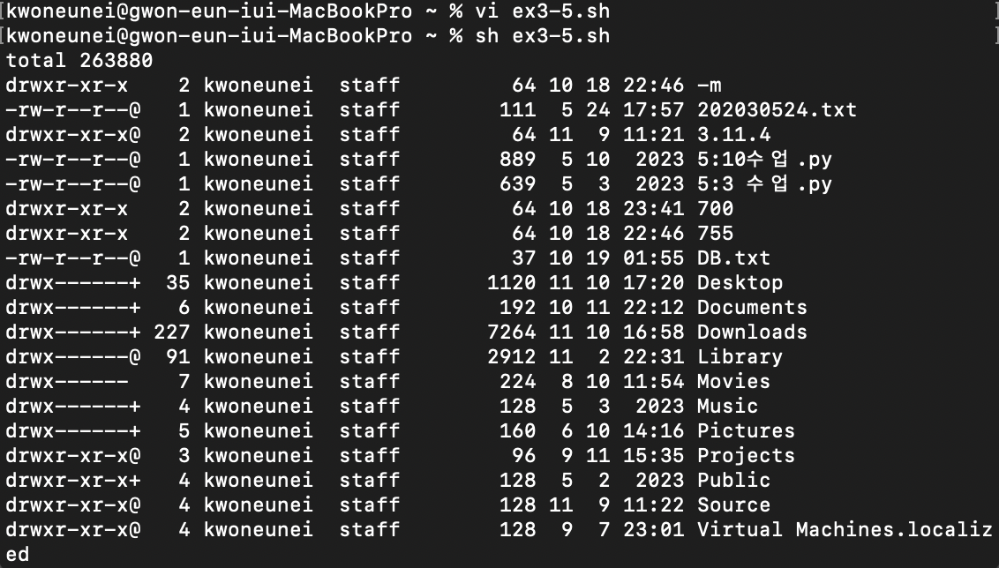 [kwoneunei@gwon-eun-iui-MacBookPro ~ % vi ex3-5.sh ]
[kwoneunei@gwon-eun-iui-MacBookPro ~ % sh ex3-5.sh ]
total 263880
drwxr-xr-x    2 kwoneunei  staff         64 10 18 22:46 -m
-rw-r--r--@   1 kwoneunei  staff        111  5 24 17:57 202030524.txt
drwxr-xr-x@   2 kwoneunei  staff         64 11  9 11:21 3.11.4
-rw-r--r--@   1 kwoneunei  staff        889  5 10  2023 5:10수업.py
-rw-r--r--@   1 kwoneunei  staff        639  5  3  2023 5:3 수업.py
drwxr-xr-x    2 kwoneunei  staff         64 10 18 23:41 700
drwxr-xr-x    2 kwoneunei  staff         64 10 18 22:46 755
-rw-r--r--@   1 kwoneunei  staff         37 10 19 01:55 DB.txt
drwx------+  35 kwoneunei  staff       1120 11 10 17:20 Desktop
drwx------+   6 kwoneunei  staff        192 10 11 22:12 Documents
drwx------+ 227 kwoneunei  staff       7264 11 10 16:58 Downloads
drwx------@  91 kwoneunei  staff       2912 11  2 22:31 Library
drwx------    7 kwoneunei  staff        224  8 10 11:54 Movies
drwx------+   4 kwoneunei  staff        128  5  3  2023 Music
drwx------+   5 kwoneunei  staff        160  6 10 14:16 Pictures
drwxr-xr-x@   3 kwoneunei  staff         96  9 11 15:35 Projects
drwxr-xr-x+   4 kwoneunei  staff        128  5  2  2023 Public
drwxr-xr-x@   4 kwoneunei  staff        128 11  9 11:22 Source
drwxr-xr-x@   4 kwoneunei  staff        128  9  7 23:01 Virtual Machines.localiz
ed